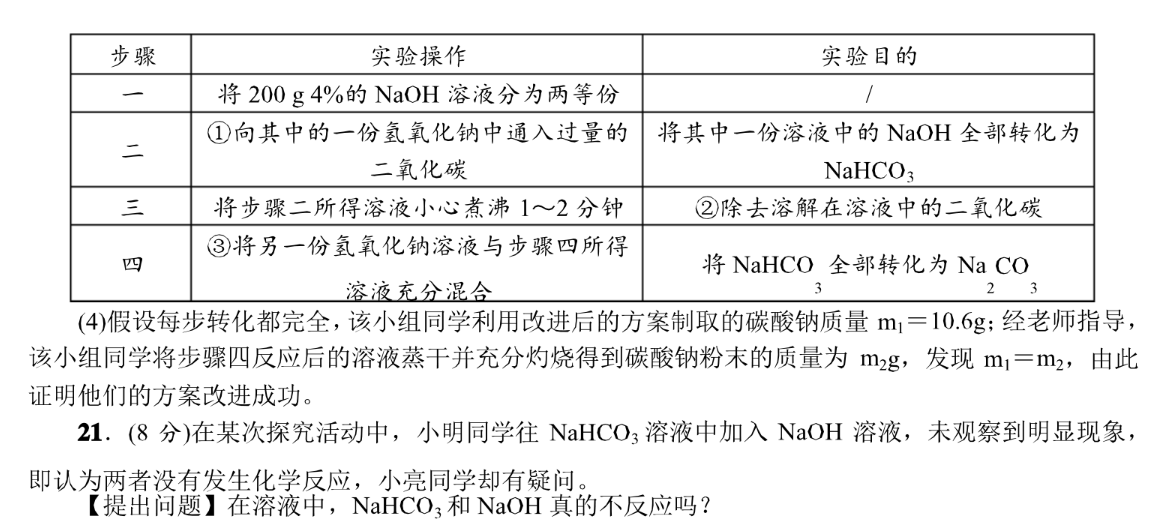 步骤 实验操作 实验目的
一 将 200 g 4%的 NaOH 溶液分为两等份 /
二 ①向其中的一份氢氧化钠中通入过量的二氧化碳 将其中一份溶液中的 NaOH 全部转化为 NaHCO₃
三 将步骤二所得溶液小心煮沸 1～2 分钟 ②除去溶解在溶液中的二氧化碳
四 ③将另一份氢氧化钠溶液与步骤四所得溶液充分混合 将 NaHCO₃ 全部转化为 Na₂CO₃
(4)假设每步转化都完全，该小组同学利用改进后的方案制取的碳酸钠质量 m₁＝10.6g；经老师指导，
该小组同学将步骤四反应后的溶液蒸干并充分灼烧得到碳酸钠粉末的质量为 m₂g，发现 m₁＝m₂，由此
证明他们的方案改进成功。
21．(8 分)在某次探究活动中，小明同学往 NaHCO₃ 溶液中加入 NaOH 溶液，未观察到明显现象，
即认为两者没有发生化学反应，小亮同学却有疑问。
【提出问题】在溶液中，NaHCO₃ 和 NaOH 真的不反应吗？